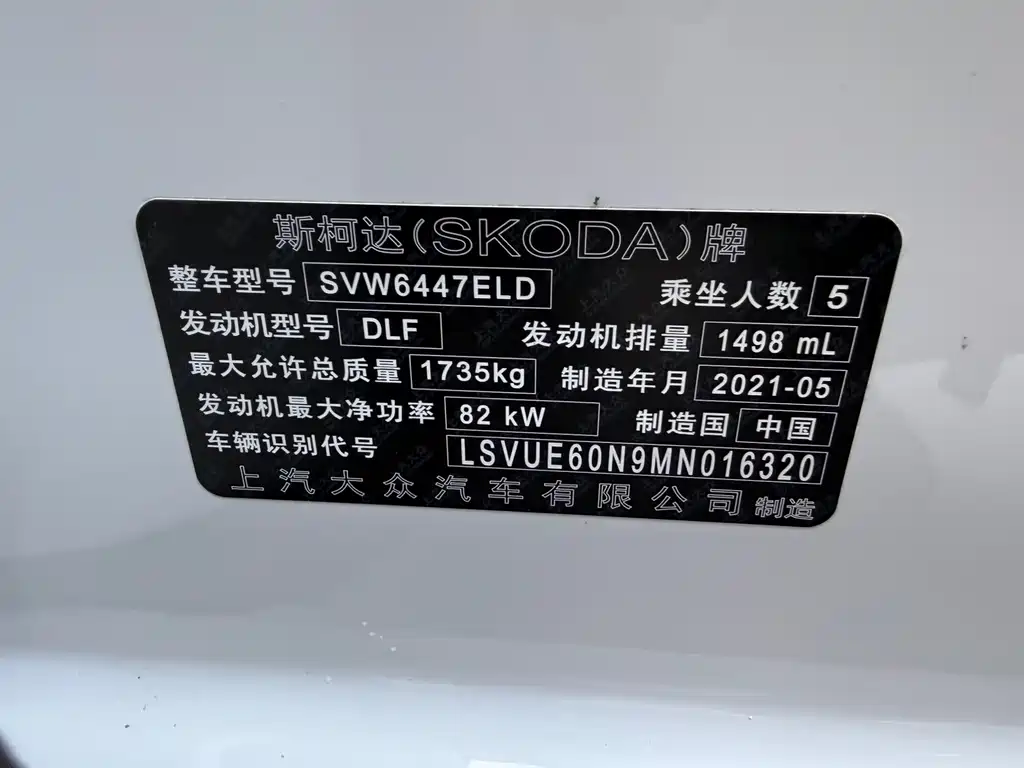 斯柯达(SKODA)牌
整车型号 SVW6447ELD 乘坐人数 5
发动机型号 DLF 发动机排量 1498 mL
最大允许总质量 1735kg 制造年月 2021-05
发动机最大净功率 82 kW 制造国 中国
车辆识别代号 LSVUE60N9MN016320
上汽大众汽车有限公司 制造